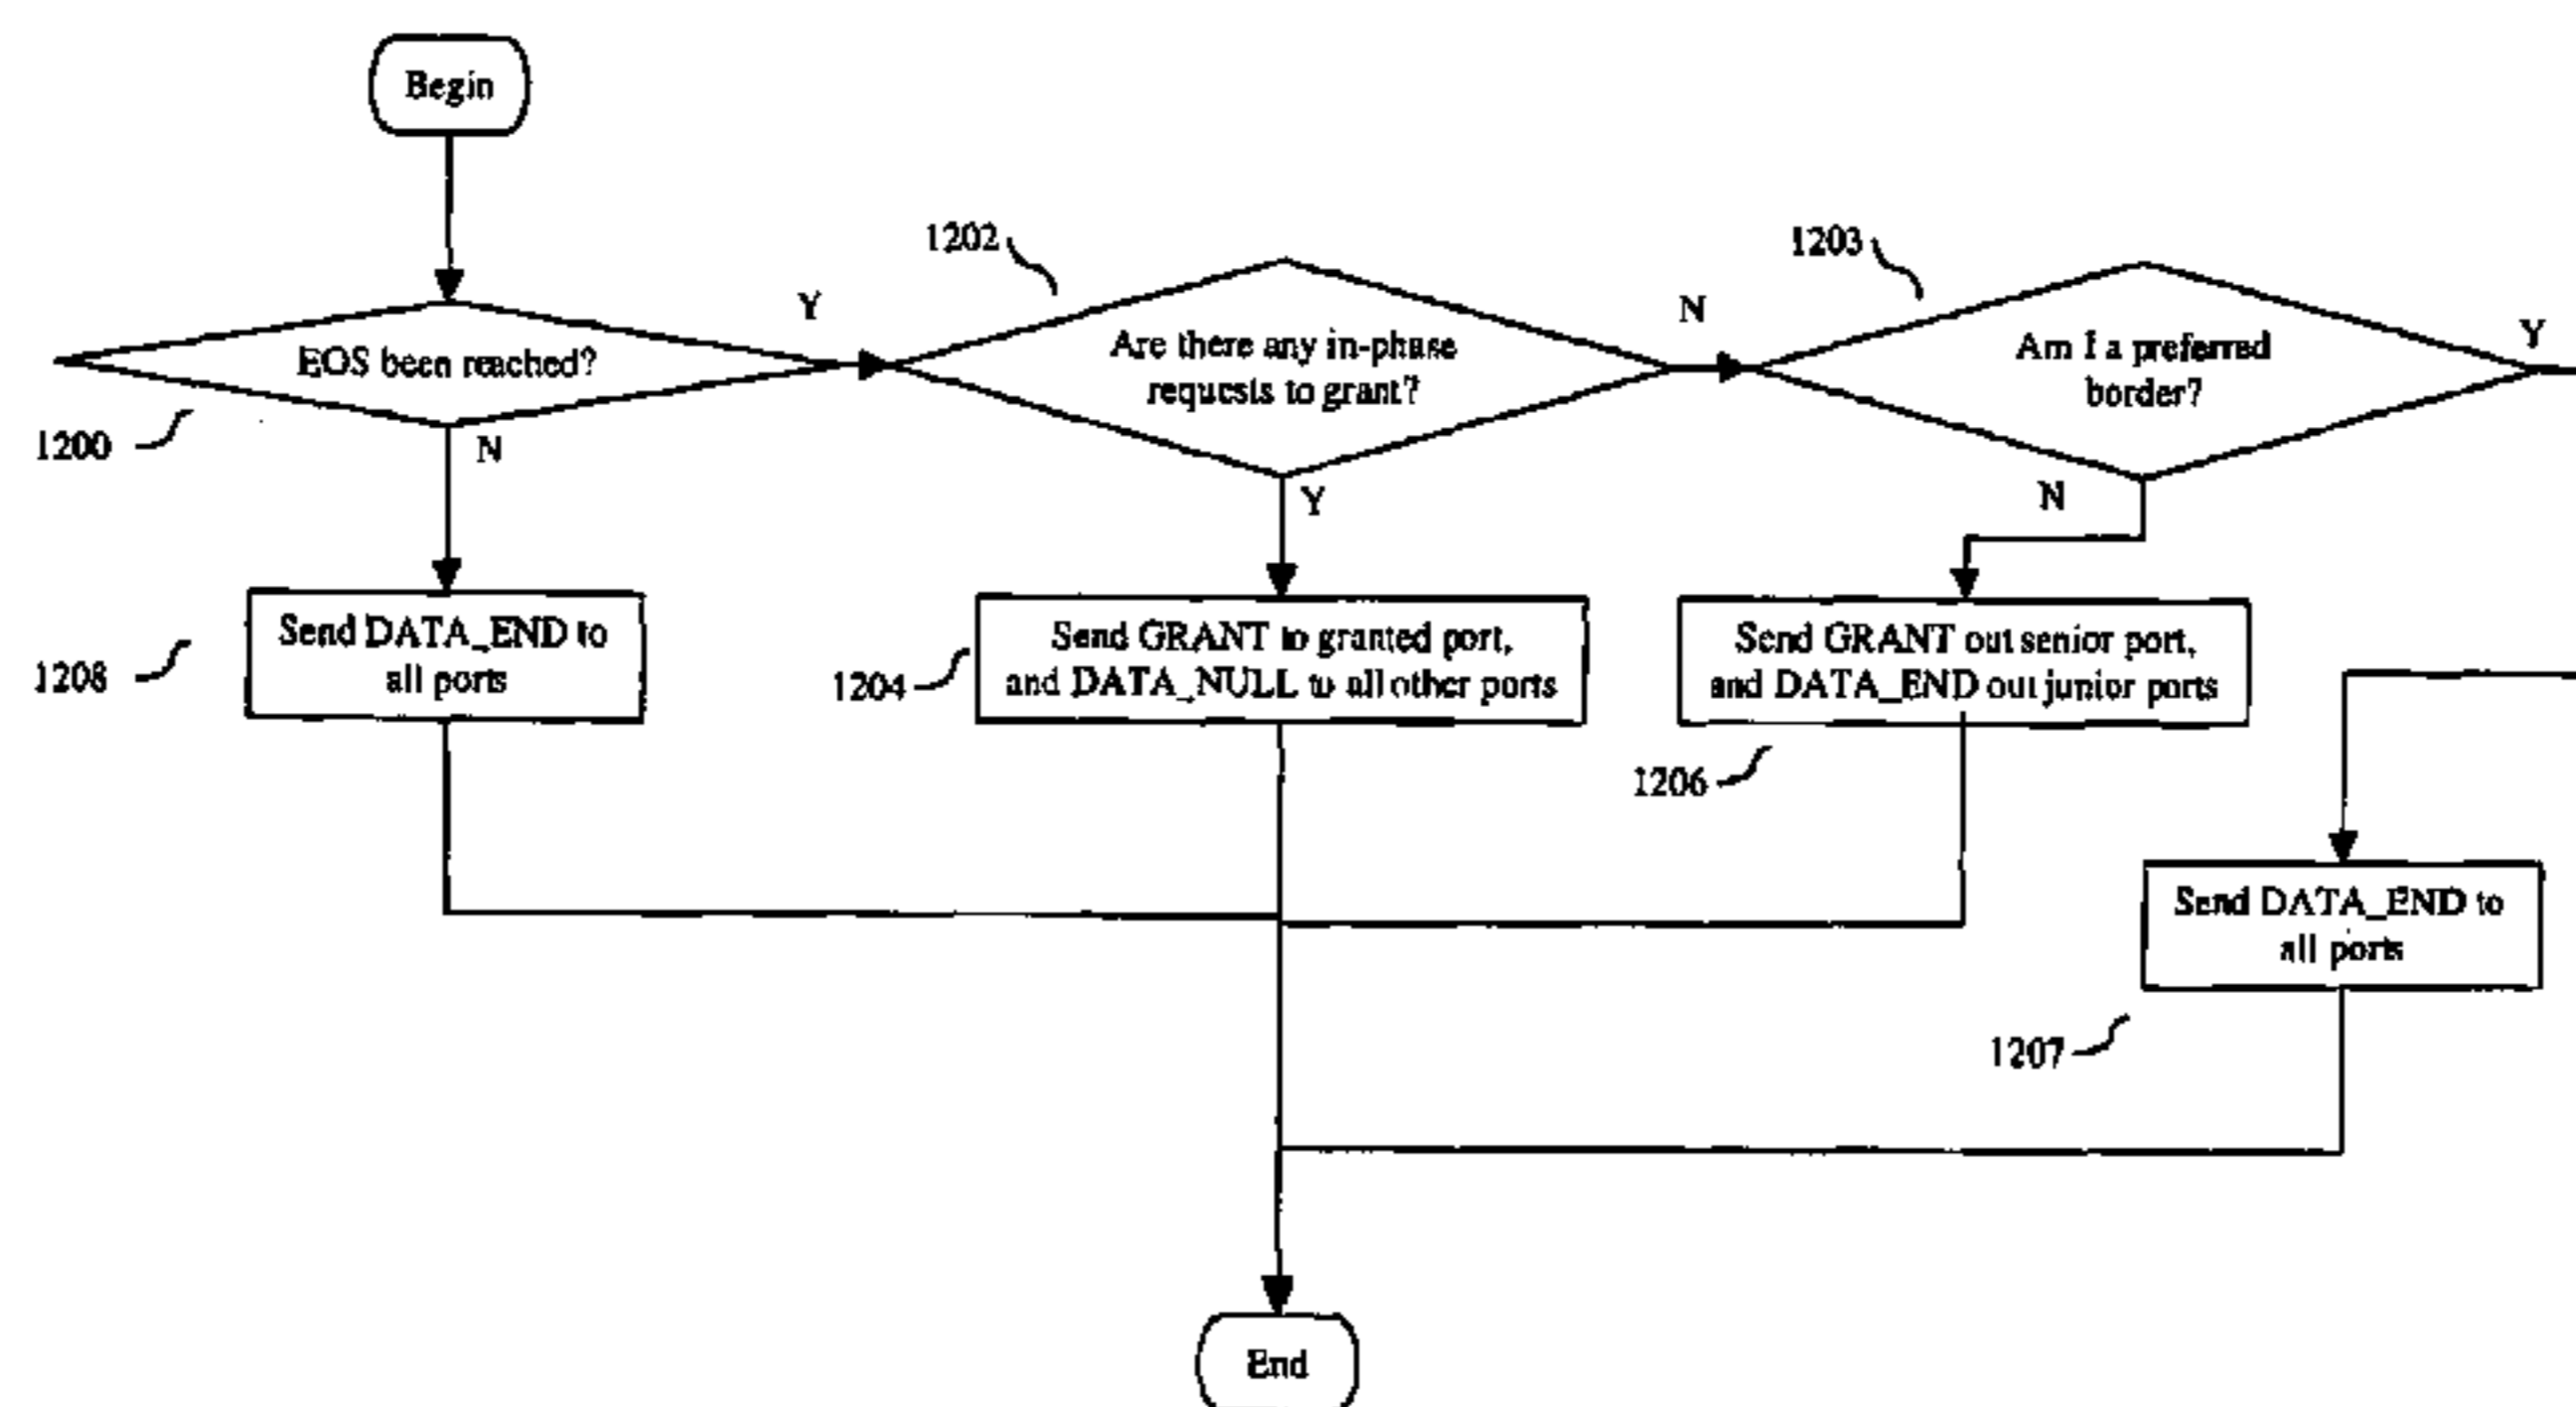 Begin
1202
1203
Y
N
Y
EOS been reached?
Are there any in-phase
requests to grant?
Am I a preferred
border?
1200
N
Y
N
Send DATA_END to
all ports
1208
Send GRANT to granted port,
and DATA_NULL to all other ports
1204
Send GRANT out senior port,
and DATA_END out junior ports
1206
Send DATA_END to
all ports
1207
End